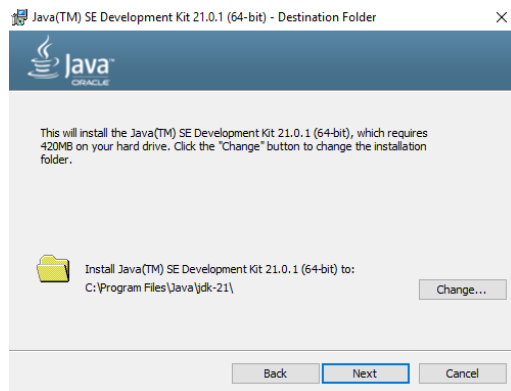 Java(TM) SE Development Kit 21.0.1 (64-bit) - Destination Folder
Java™
ORACLE
This will install the Java(TM) SE Development Kit 21.0.1 (64-bit), which requires
420MB on your hard drive. Click the "Change" button to change the installation
folder.
Install Java(TM) SE Development Kit 21.0.1 (64-bit) to:
C:\Program Files\Java\jdk-21\
Change...
Back Next Cancel